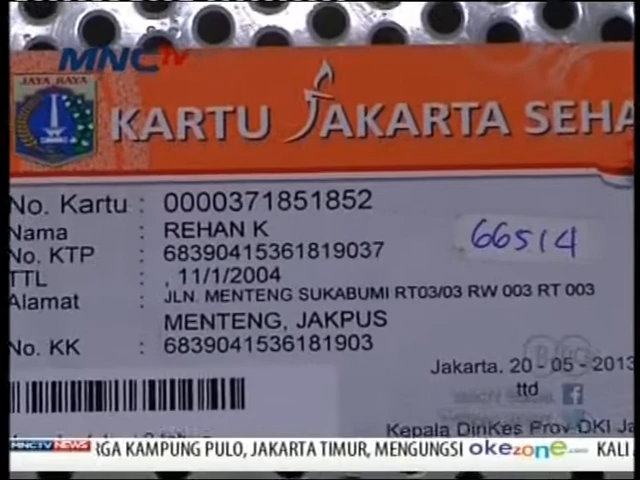 MNCTV
JAYA RAYA
KARTU JAKARTA SEHA
No. Kartu : 0000371851852
Nama : REHAN K
No. KTP : 68390415361819037
TTL : , 11/1/2004
Alamat : JLN. MENTENG SUKABUMI RT03/03 RW 003 RT 003
MENTENG, JAKPUS
No. KK : 6839041536181903
66514
Jakarta. 20-05-2013
ttd
Kepala DinKes Prov DKI Ja
MNCTV NEWS
RGA KAMPUNG PULO, JAKARTA TIMUR, MENGUNGSI okezone.com KALI